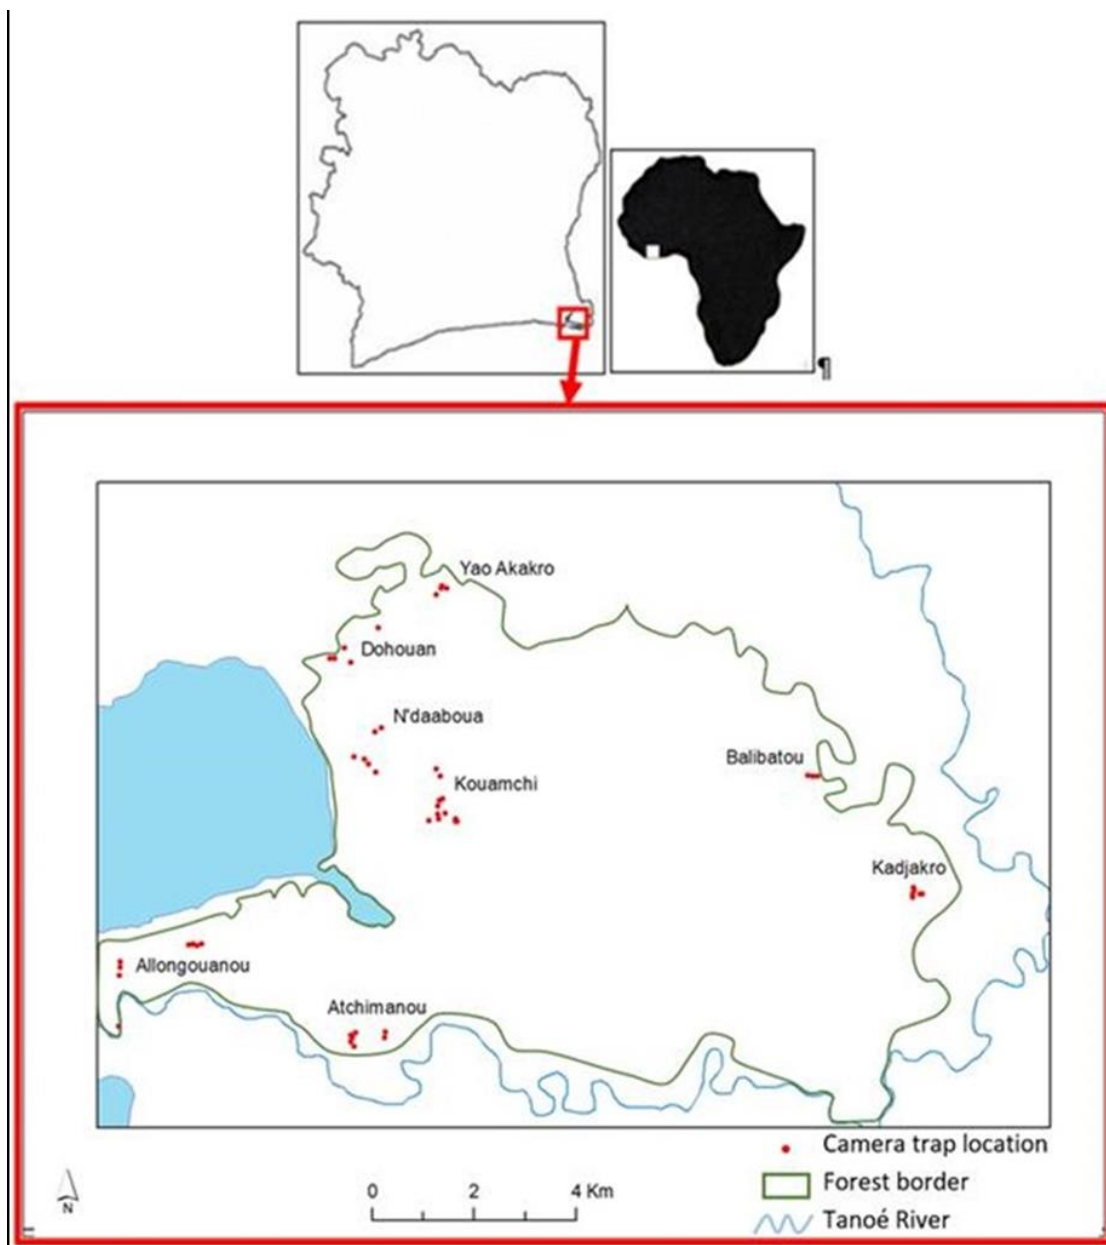 ¶
Yao Akakro
Dohouan
N'daaboua
Kouamchi
Balibatou
Kadjakro
Allongouanou
Atchimanou
Camera trap location
Forest border
Tanoé River
N
0 2 4 Km